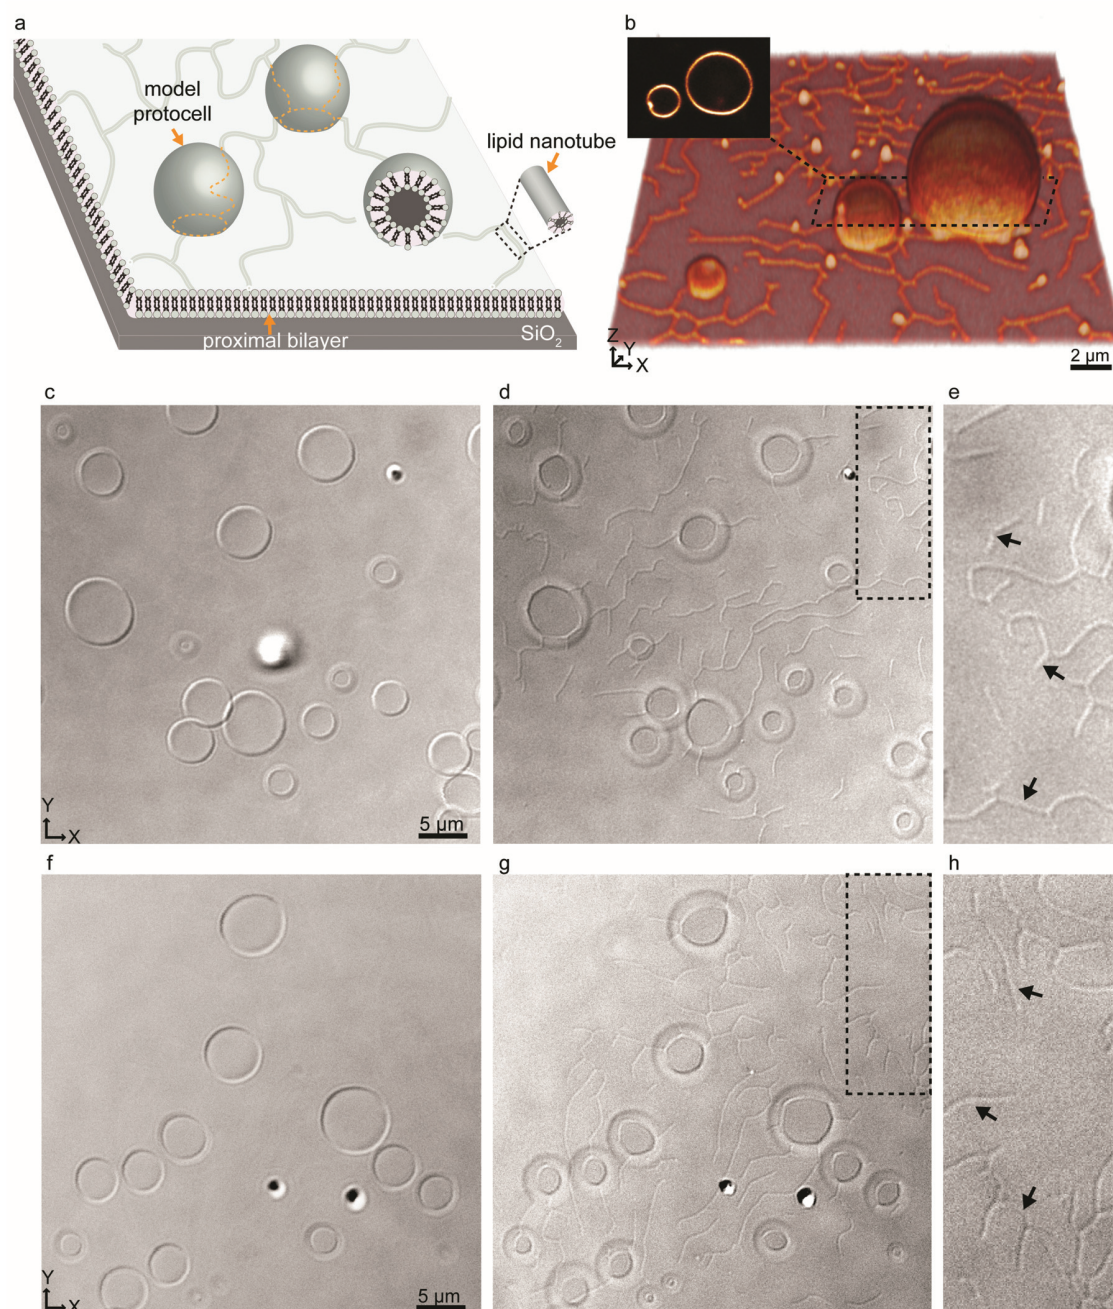 a
model
protocell
lipid nanotube
proximal bilayer
SiO₂
b
Z
Y
X
2 μm
c
d
e
Y
X
5 μm
f
g
h
Y
X
5 μm